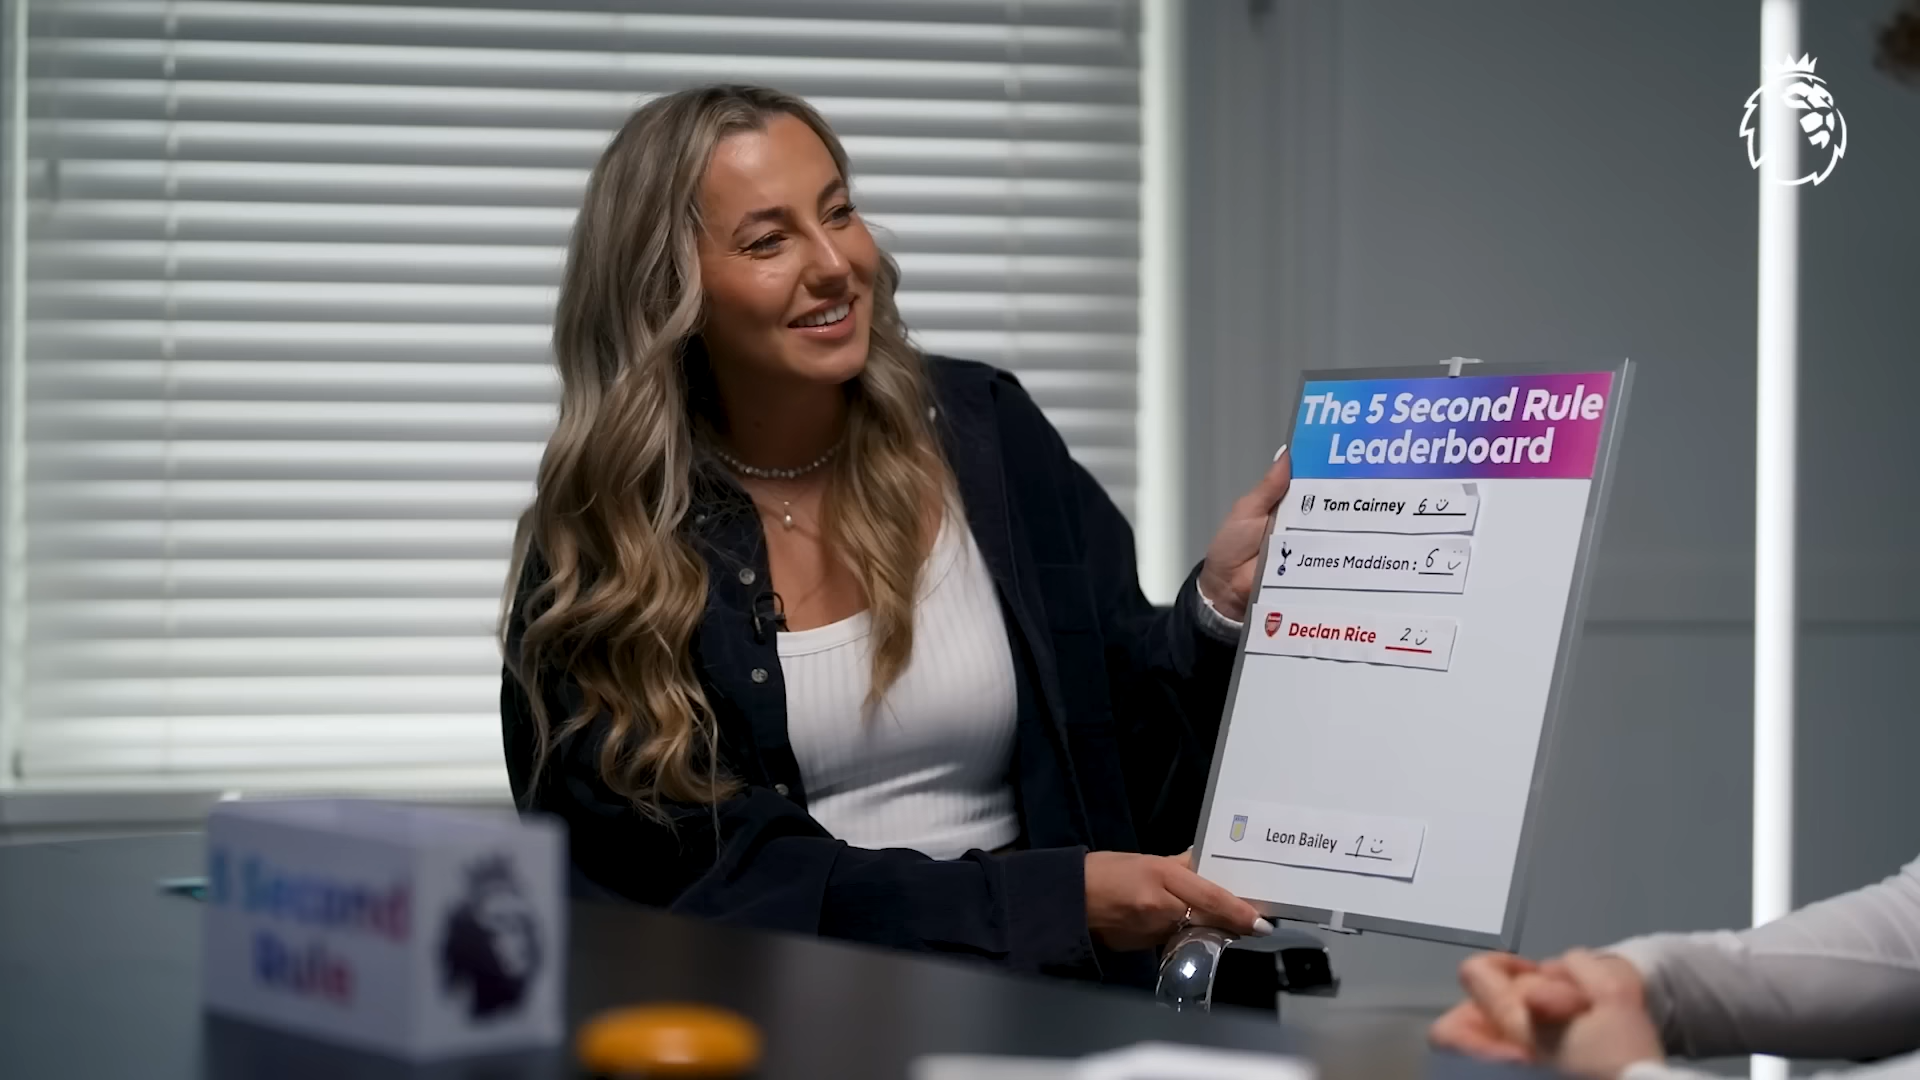 The 5 Second Rule
Leaderboard
Tom Cairney 6
James Maddison: 6
Declan Rice 2
Leon Bailey 1
5 Second
Rule